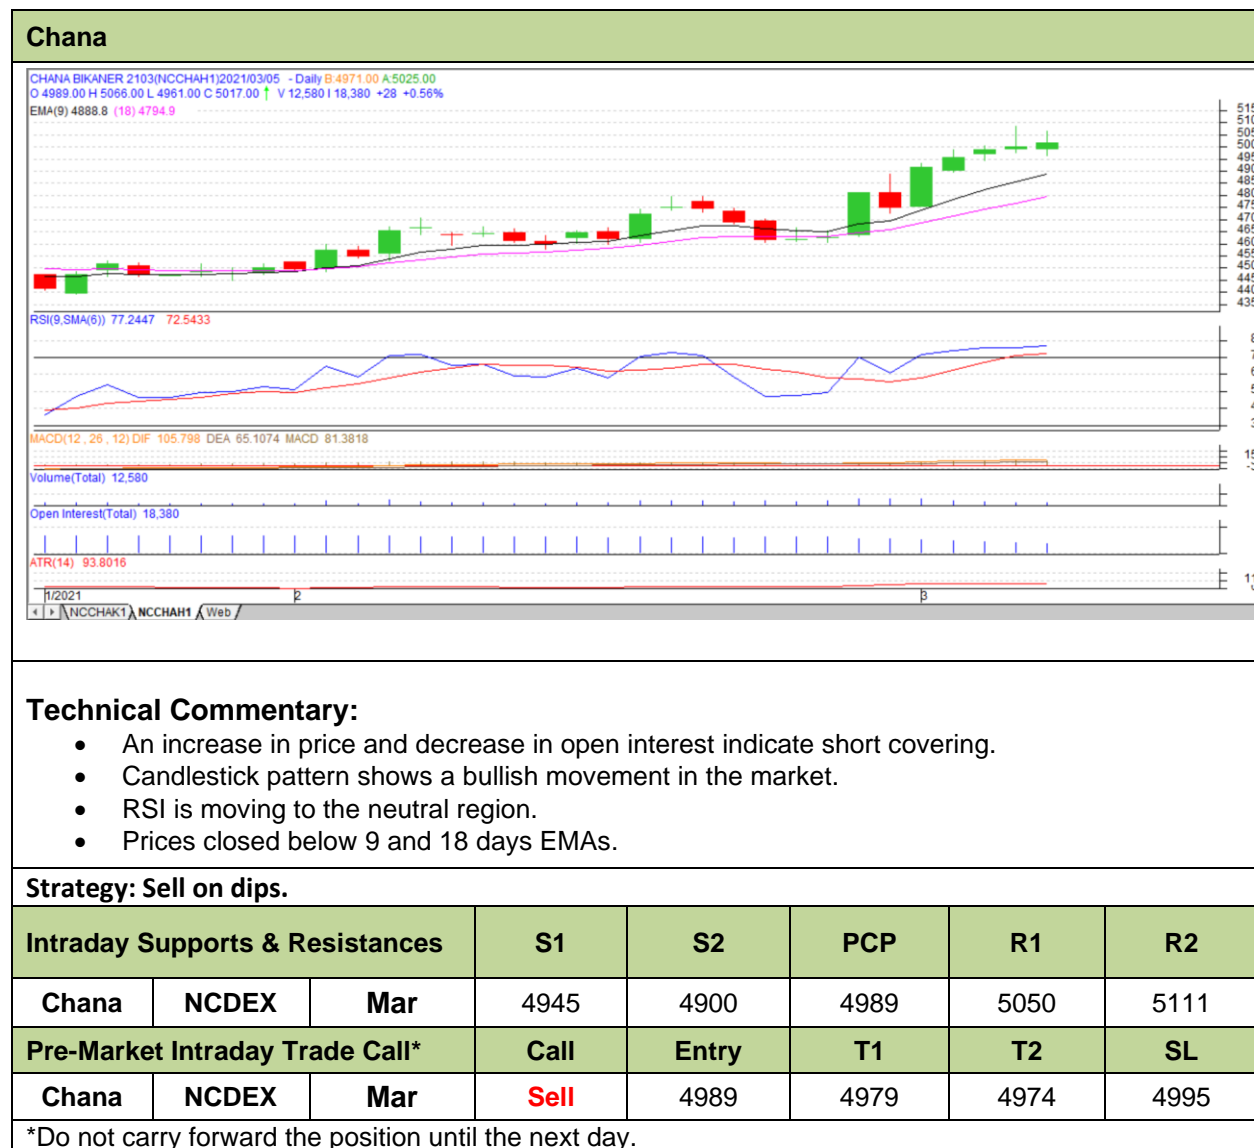 Chana
CHANA BIKANER 2103(NCCHAH1)2021/03/05 - Daily B:4971.00 A:5025.00
O 4989.00 H 5066.00 L 4961.00 C 5017.00 ↑ V 12,580 I 18,380 +28 +0.56%
EMA(9) 4888.8 (18) 4794.9
RSI(9,SMA(6)) 77.2447 72.5433
MACD(12 , 26 , 12) DIF 105.798 DEA 65.1074 MACD 81.3818
Volume(Total) 12,580
Open Interest(Total) 18,380
ATR(14) 93.8016
1/2021 2 3
NCCHAK1 NCCHAH1 Web
Technical Commentary:
• An increase in price and decrease in open interest indicate short covering.
• Candlestick pattern shows a bullish movement in the market.
• RSI is moving to the neutral region.
• Prices closed below 9 and 18 days EMAs.
Strategy: Sell on dips.
Intraday Supports & Resistances S1 S2 PCP R1 R2
Chana NCDEX Mar 4945 4900 4989 5050 5111
Pre-Market Intraday Trade Call* Call Entry T1 T2 SL
Chana NCDEX Mar Sell 4989 4979 4974 4995
*Do not carry forward the position until the next day.